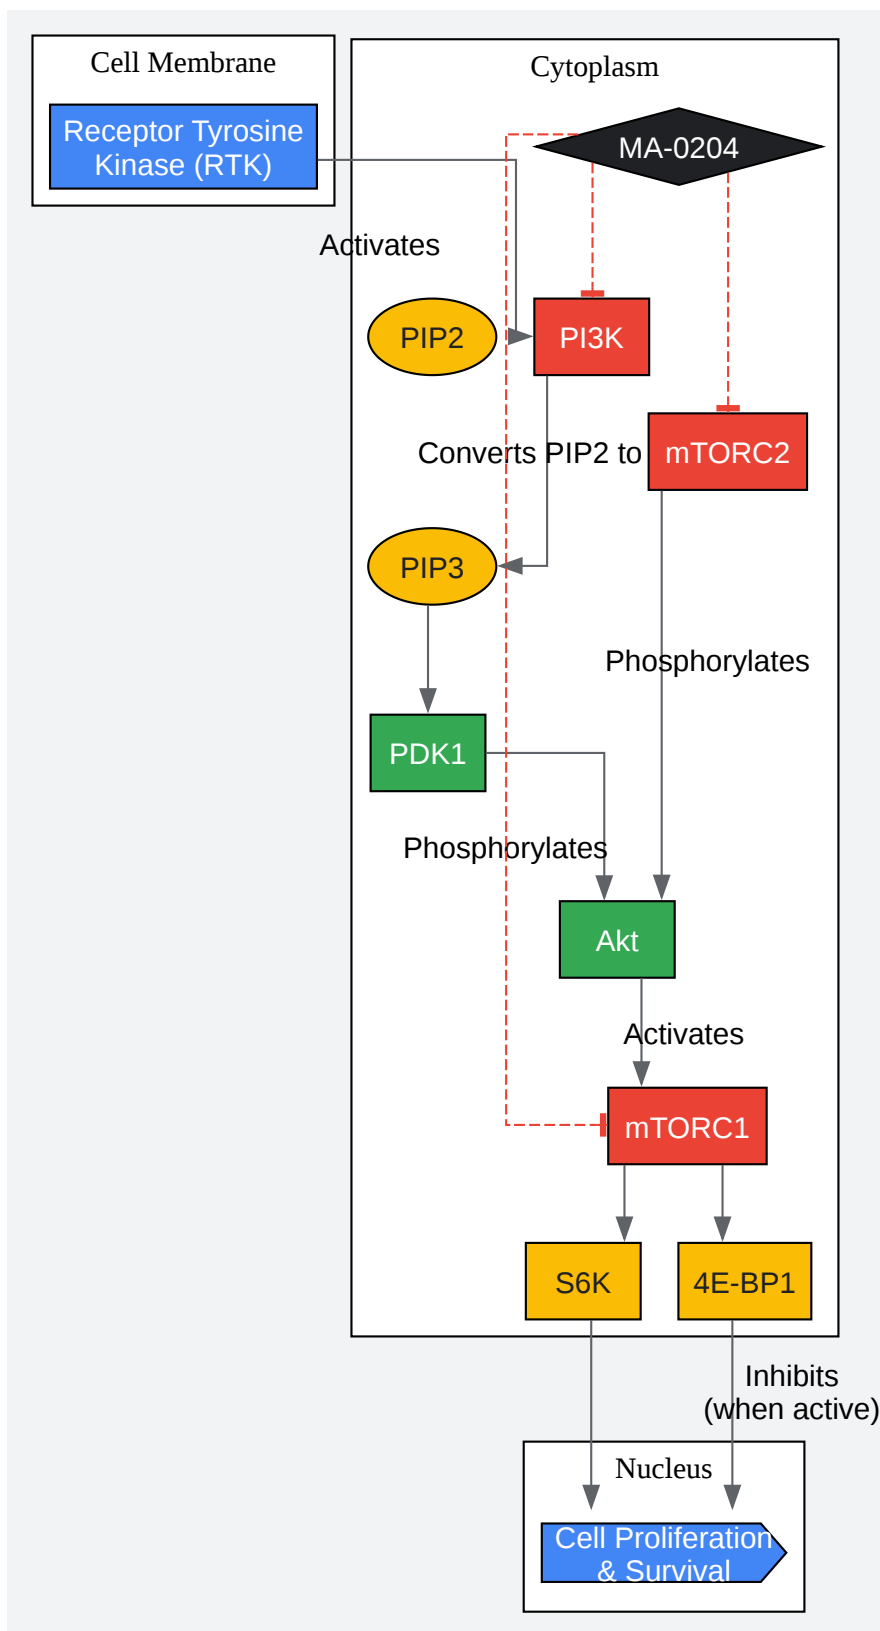 Cell Membrane
Receptor Tyrosine
Kinase (RTK)
Cytoplasm
MA-0204
Activates
PIP2
PI3K
Converts PIP2 to
mTORC2
PIP3
Phosphorylates
PDK1
Phosphorylates
Akt
Activates
mTORC1
S6K
4E-BP1
Inhibits
(when active)
Nucleus
Cell Proliferation
& Survival